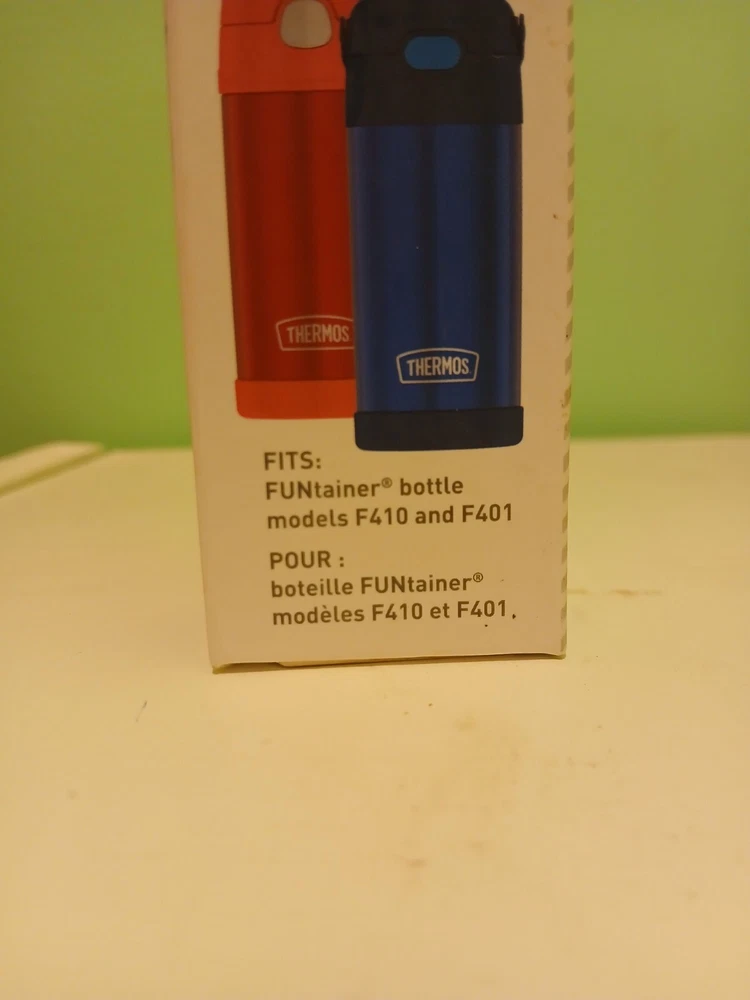 THERMOS
THERMOS
FITS:
FUNtainer® bottle
models F410 and F401
POUR :
boteille FUNtainer®
modèles F410 et F401.